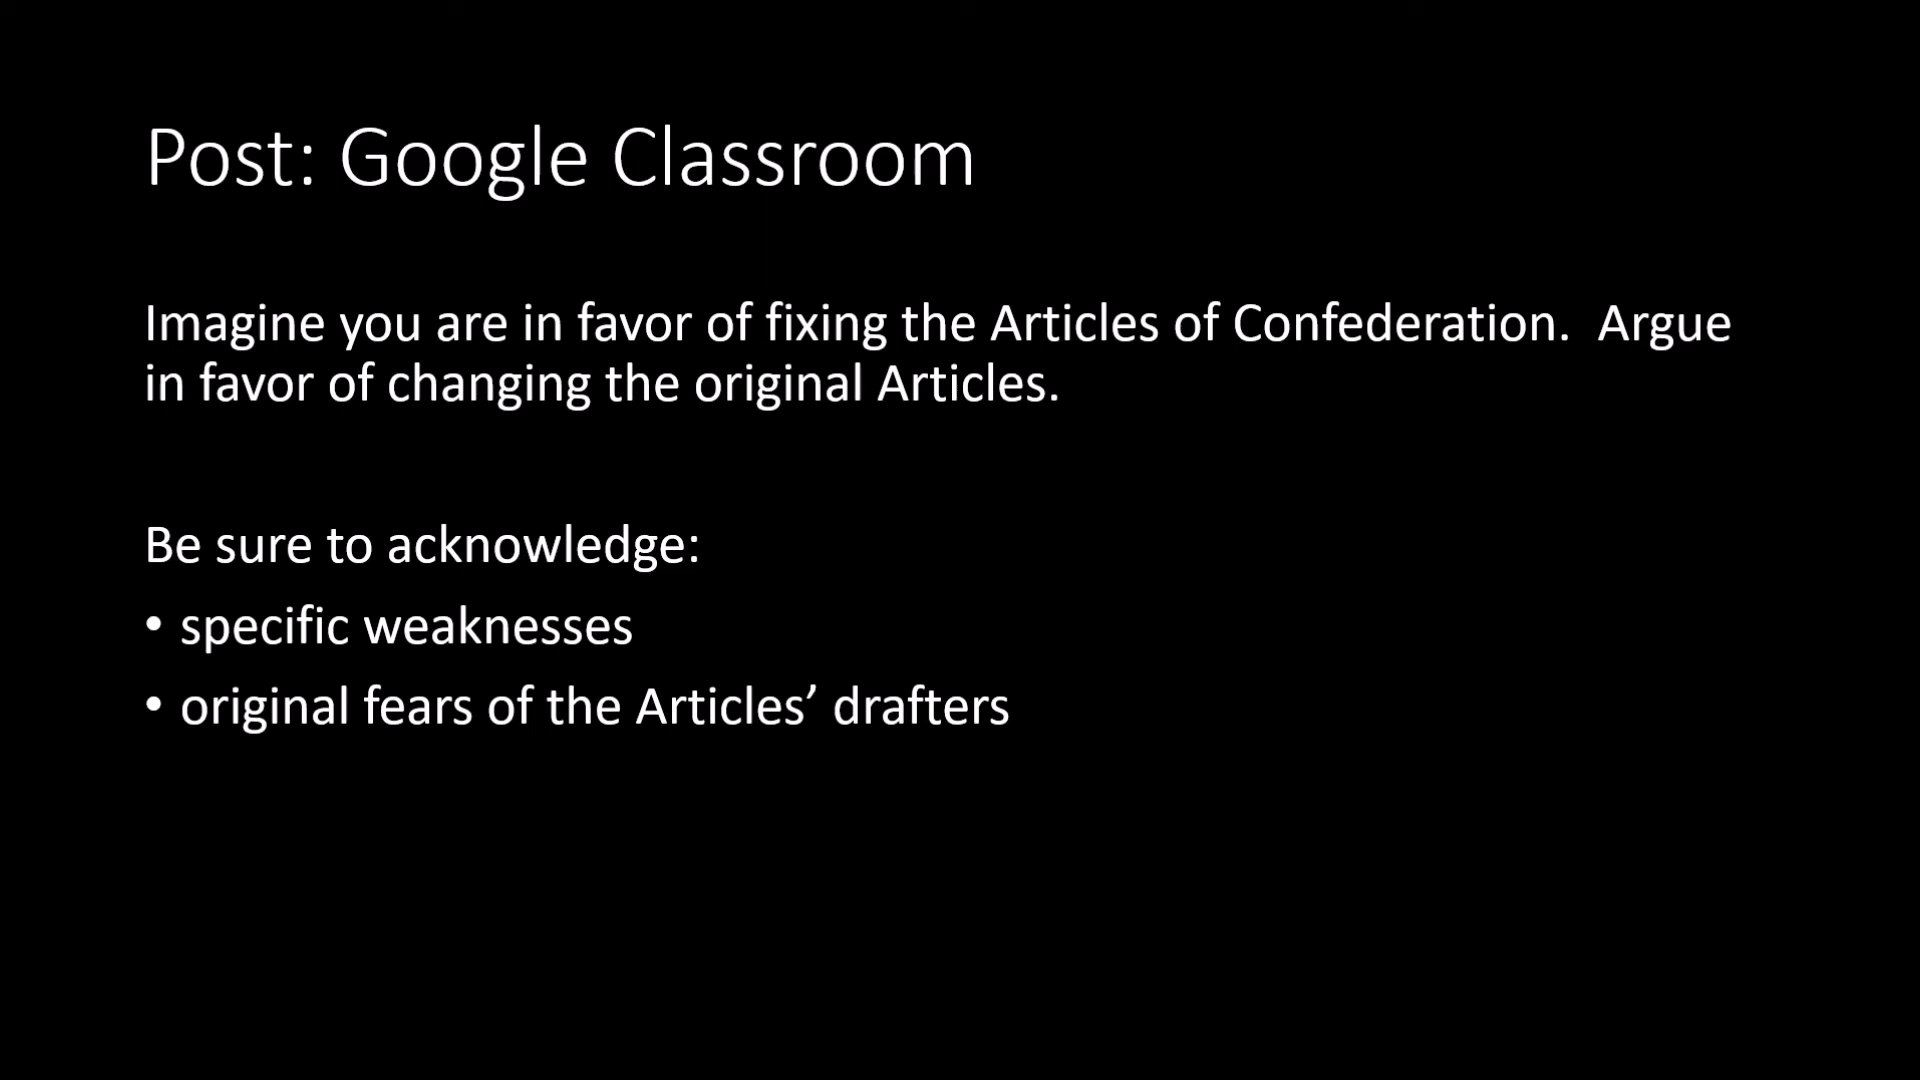 Post: Google Classroom
Imagine you are in favor of fixing the Articles of Confederation.  Argue
in favor of changing the original Articles.
Be sure to acknowledge:
• specific weaknesses
• original fears of the Articles’ drafters